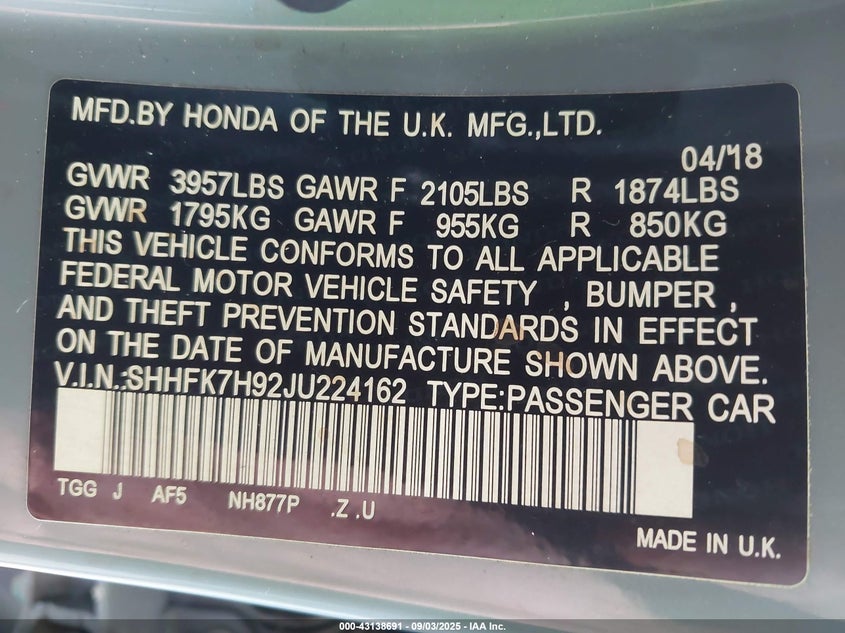 MFD.BY HONDA OF THE U.K. MFG.,LTD.
04/18
GVWR 3957LBS GAWR F 2105LBS R 1874LBS
GVWR 1795KG GAWR F 955KG R 850KG
THIS VEHICLE CONFORMS TO ALL APPLICABLE
FEDERAL MOTOR VEHICLE SAFETY , BUMPER ,
AND THEFT PREVENTION STANDARDS IN EFFECT
ON THE DATE OF MANUFACTURE SHOWN ABOVE.
V.I.N.:SHHFK7H92JU224162 TYPE:PASSENGER CAR
TGG J AF5 NH877P .Z .U
MADE IN U.K.
000-43138691 - 09/03/2025 - IAA Inc.